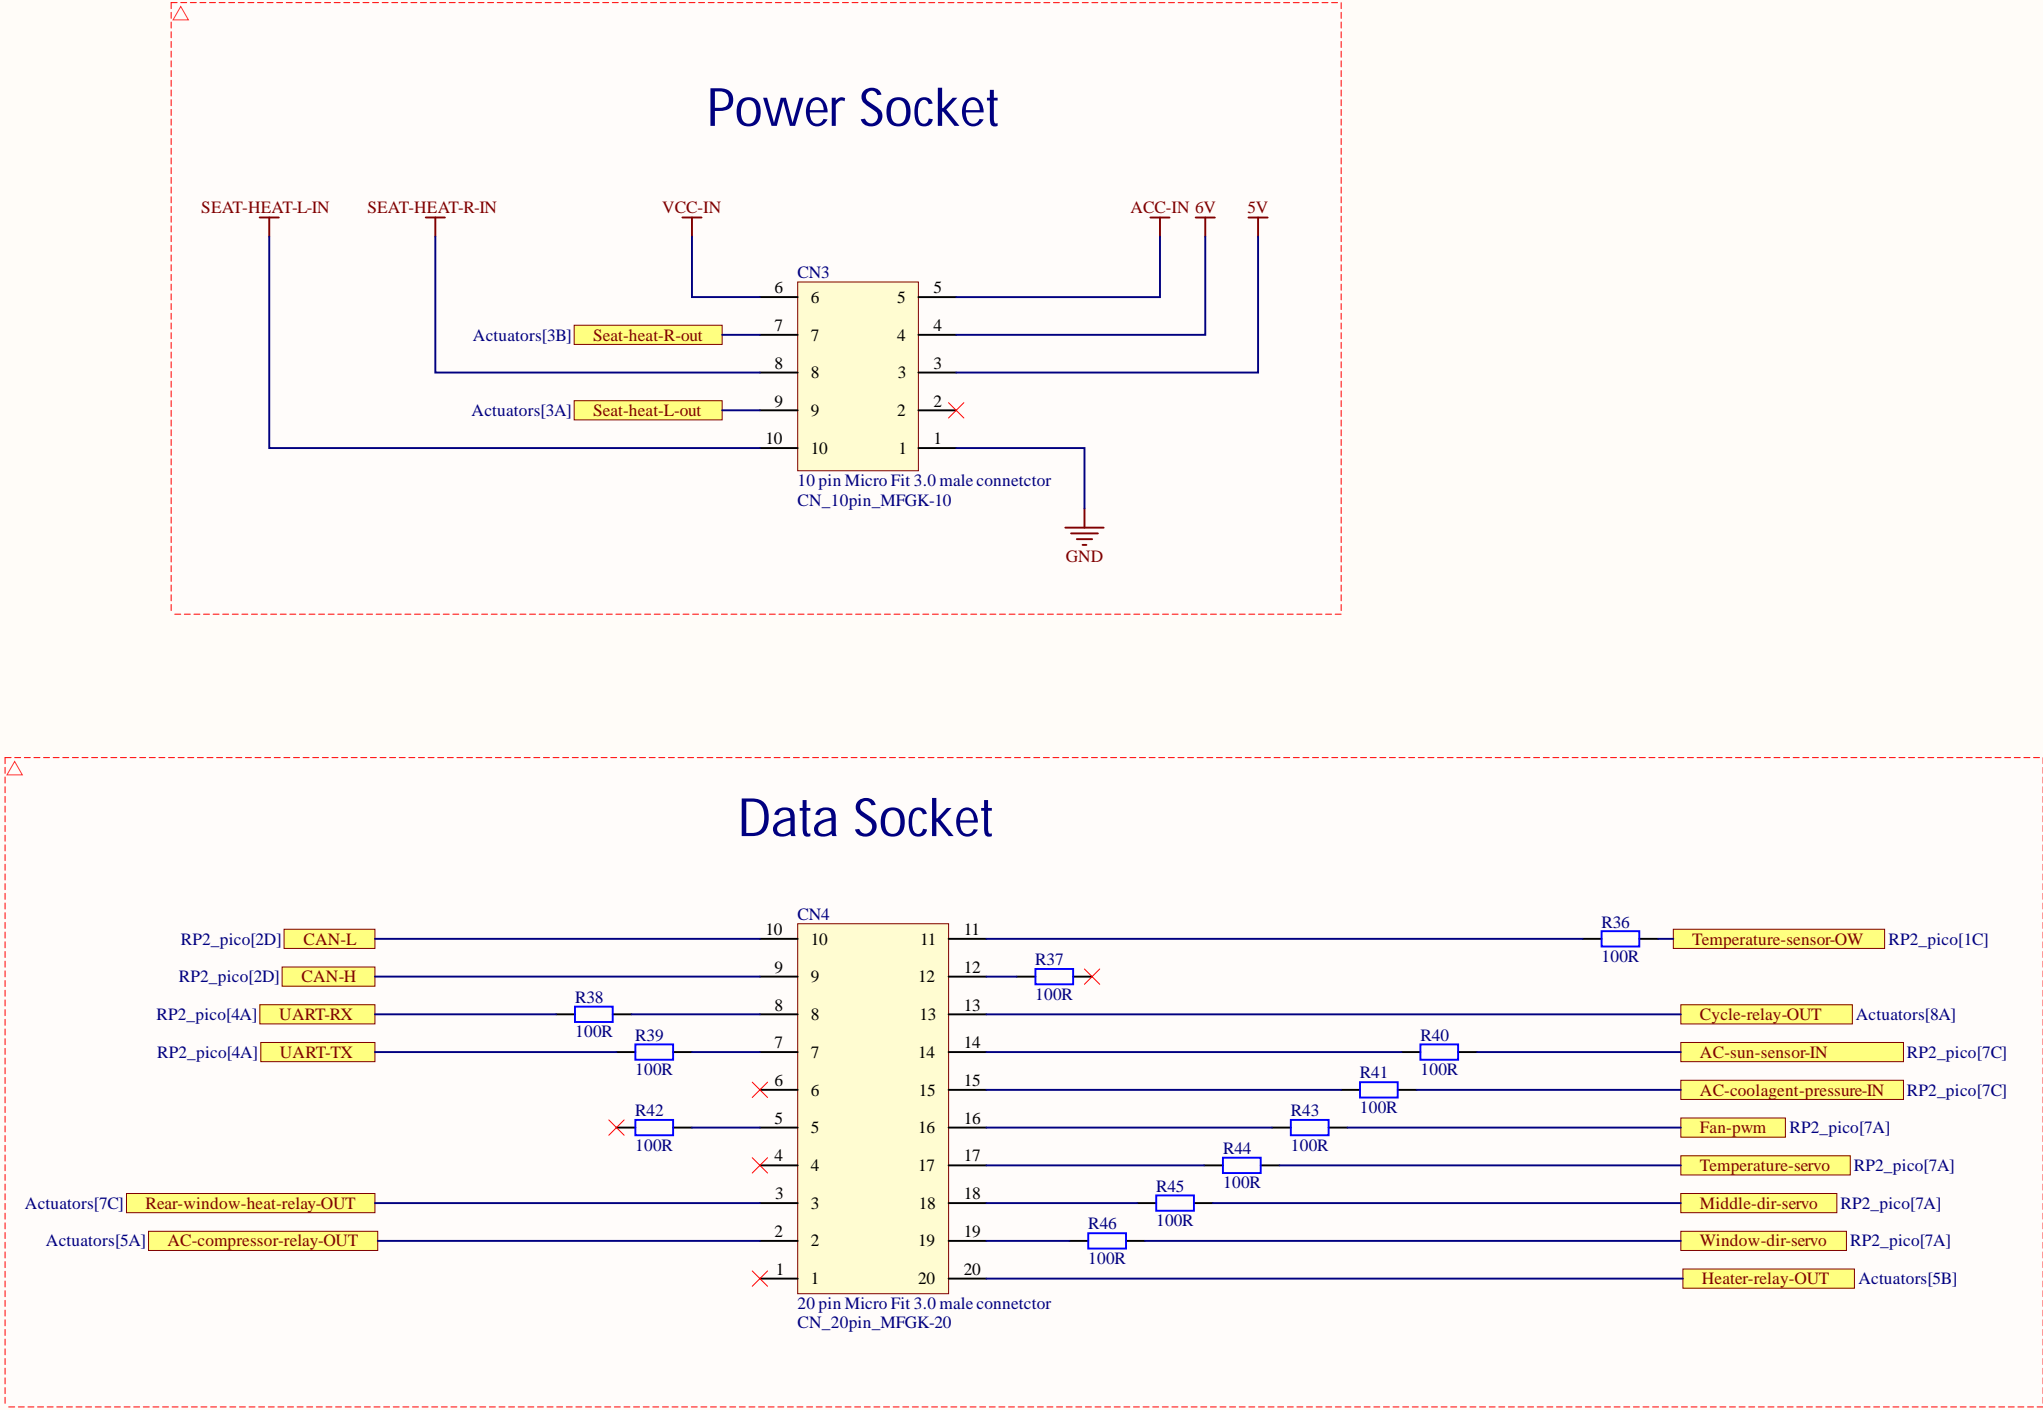 Power Socket
SEAT-HEAT-L-IN SEAT-HEAT-R-IN VCC-IN ACC-IN 6V 5V
CN3
6 6 5 5
Actuators[3B] Seat-heat-R-out 7 7 4 4
8 8 3 3
Actuators[3A] Seat-heat-L-out 9 9 2 2
10 10 1 1
10 pin Micro Fit 3.0 male connetctor
CN_10pin_MFGK-10
GND
Data Socket
CN4
R36
RP2_pico[2D] CAN-L 10 10 11 11 Temperature-sensor-OW RP2_pico[1C]
100R
R37
RP2_pico[2D] CAN-H 9 9 12 12
100R
R38
RP2_pico[4A] UART-RX 8 8 13 13 Cycle-relay-OUT Actuators[8A]
100R
R39 R40
RP2_pico[4A] UART-TX 7 7 14 14 AC-sun-sensor-IN RP2_pico[7C]
100R 100R
R41
6 6 15 15 AC-coolagent-pressure-IN RP2_pico[7C]
100R
R42 R43
5 5 16 16 Fan-pwm RP2_pico[7A]
100R 100R
R44
4 4 17 17 Temperature-servo RP2_pico[7A]
100R
R45
Actuators[7C] Rear-window-heat-relay-OUT 3 3 18 18 Middle-dir-servo RP2_pico[7A]
100R
R46
Actuators[5A] AC-compressor-relay-OUT 2 2 19 19 Window-dir-servo RP2_pico[7A]
100R
1 1 20 20 Heater-relay-OUT Actuators[5B]
20 pin Micro Fit 3.0 male connetctor
CN_20pin_MFGK-20